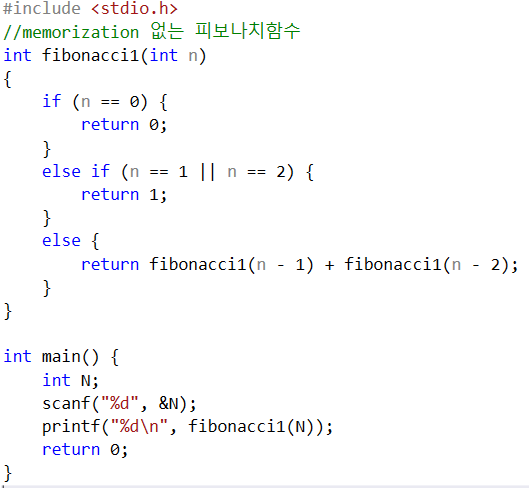 #include <stdio.h>
//memorization 없는 피보나치함수
int fibonacci1(int n)
{
    if (n == 0) {
        return 0;
    }
    else if (n == 1 || n == 2) {
        return 1;
    }
    else {
        return fibonacci1(n - 1) + fibonacci1(n - 2);
    }
}

int main() {
    int N;
    scanf("%d", &N);
    printf("%d\n", fibonacci1(N));
    return 0;
}